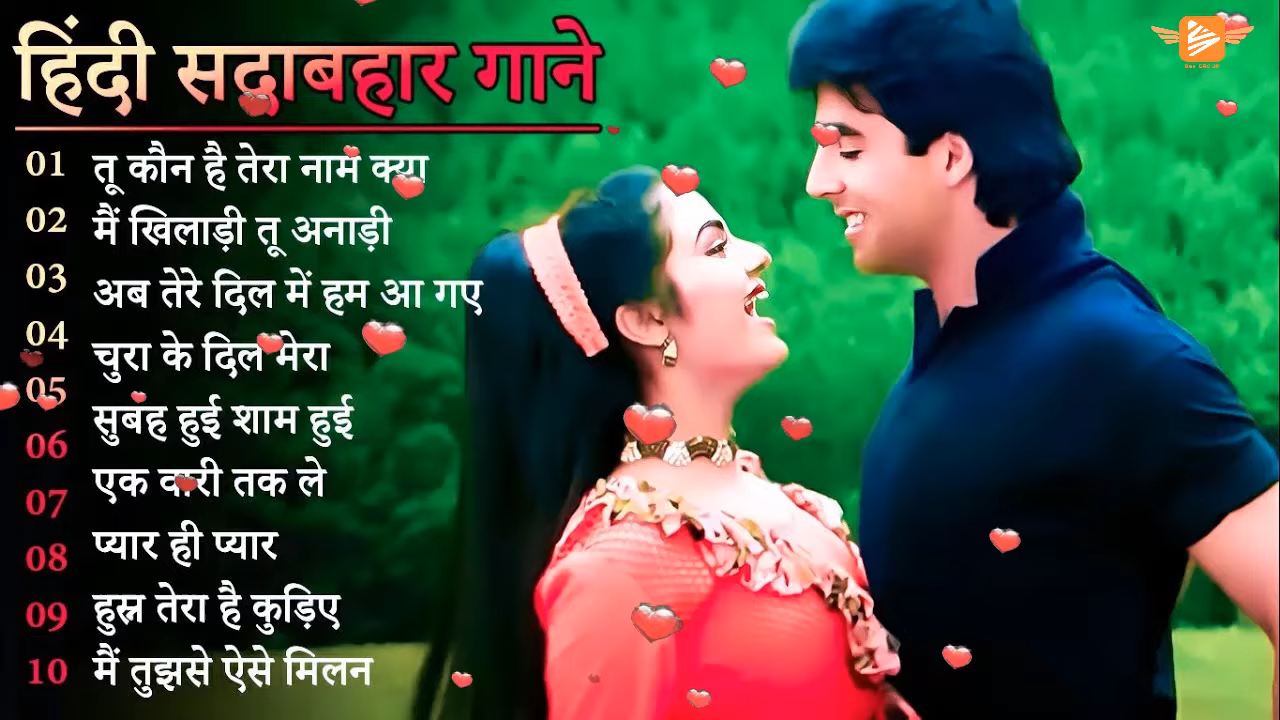 हिंदी सदाबहार गाने
01 तू कौन है तेरा नाम क्या
02 मैं खिलाड़ी तू अनाड़ी
03 अब तेरे दिल में हम आ गए
04 चुरा के दिल मेरा
05 सुबह हुई शाम हुई
06 एक वारी तक ले
07 प्यार ही प्यार
08 हुस्न तेरा है कुड़िए
09 मैं तुझसे ऐसे मिलन
10